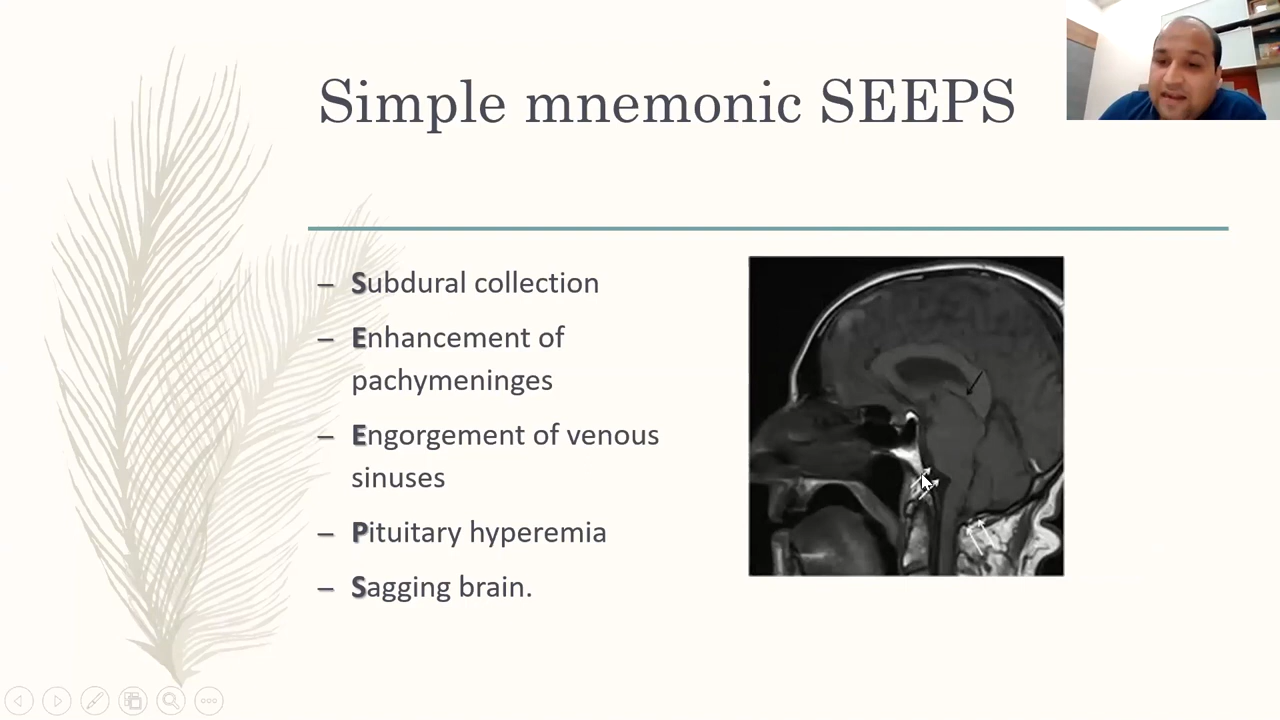 Simple mnemonic SEEPS
– Subdural collection
– Enhancement of
pachymeninges
– Engorgement of venous
sinuses
– Pituitary hyperemia
– Sagging brain.